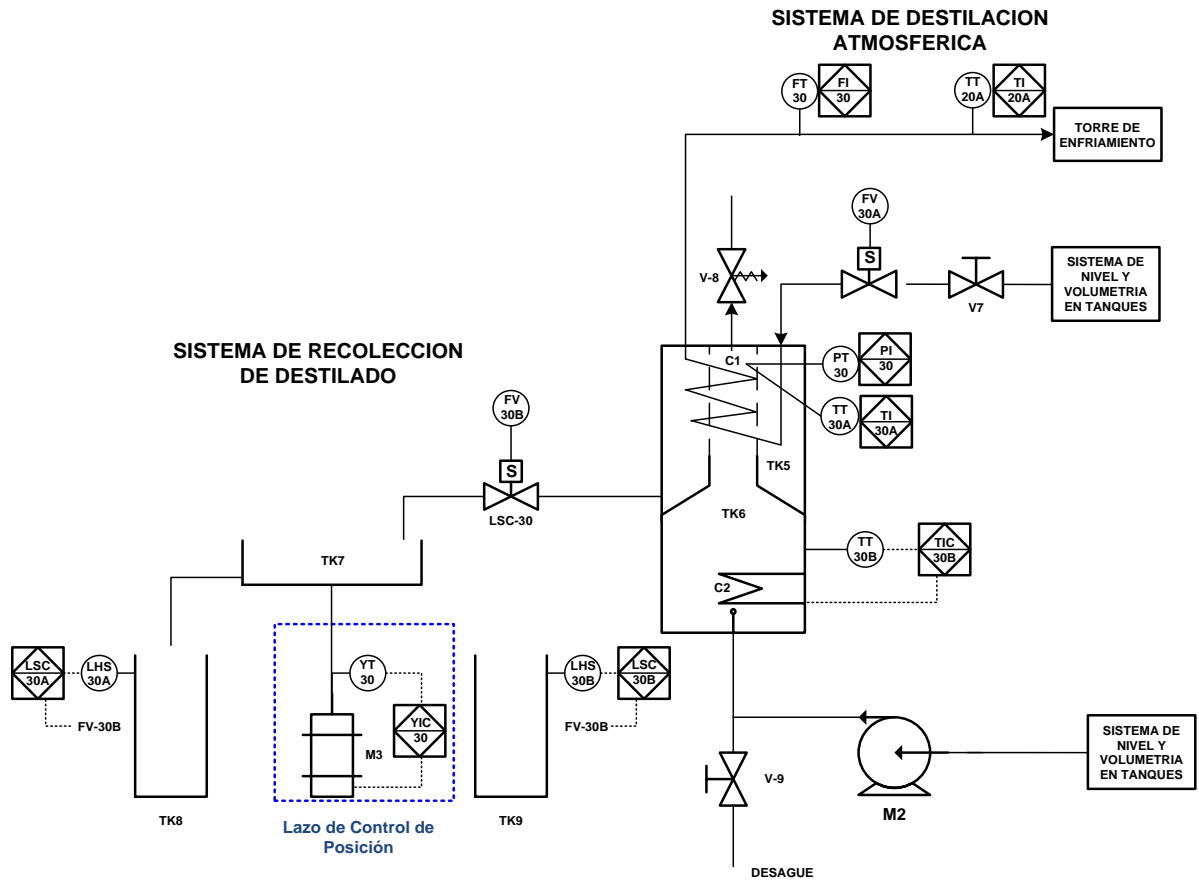 SISTEMA DE DESTILACION
ATMOSFERICA
FT
30
FI
30
TT
20A
TI
20A
TORRE DE
ENFRIAMIENTO
FV
30A
S
V-8
V7
SISTEMA DE
NIVEL Y
VOLUMETRIA
EN TANQUES
SISTEMA DE RECOLECCION
DE DESTILADO
C1
PT
30
PI
30
TT
30A
TI
30A
FV
30B
S
LSC-30
TK5
TK6
TT
30B
TIC
30B
TK7
C2
LSC
30A
LHS
30A
FV-30B
YT
30
YIC
30
M3
LHS
30B
LSC
30B
FV-30B
TK8
TK9
Lazo de Control de
Posición
V-9
M2
SISTEMA DE
NIVEL Y
VOLUMETRIA
EN TANQUES
DESAGUE